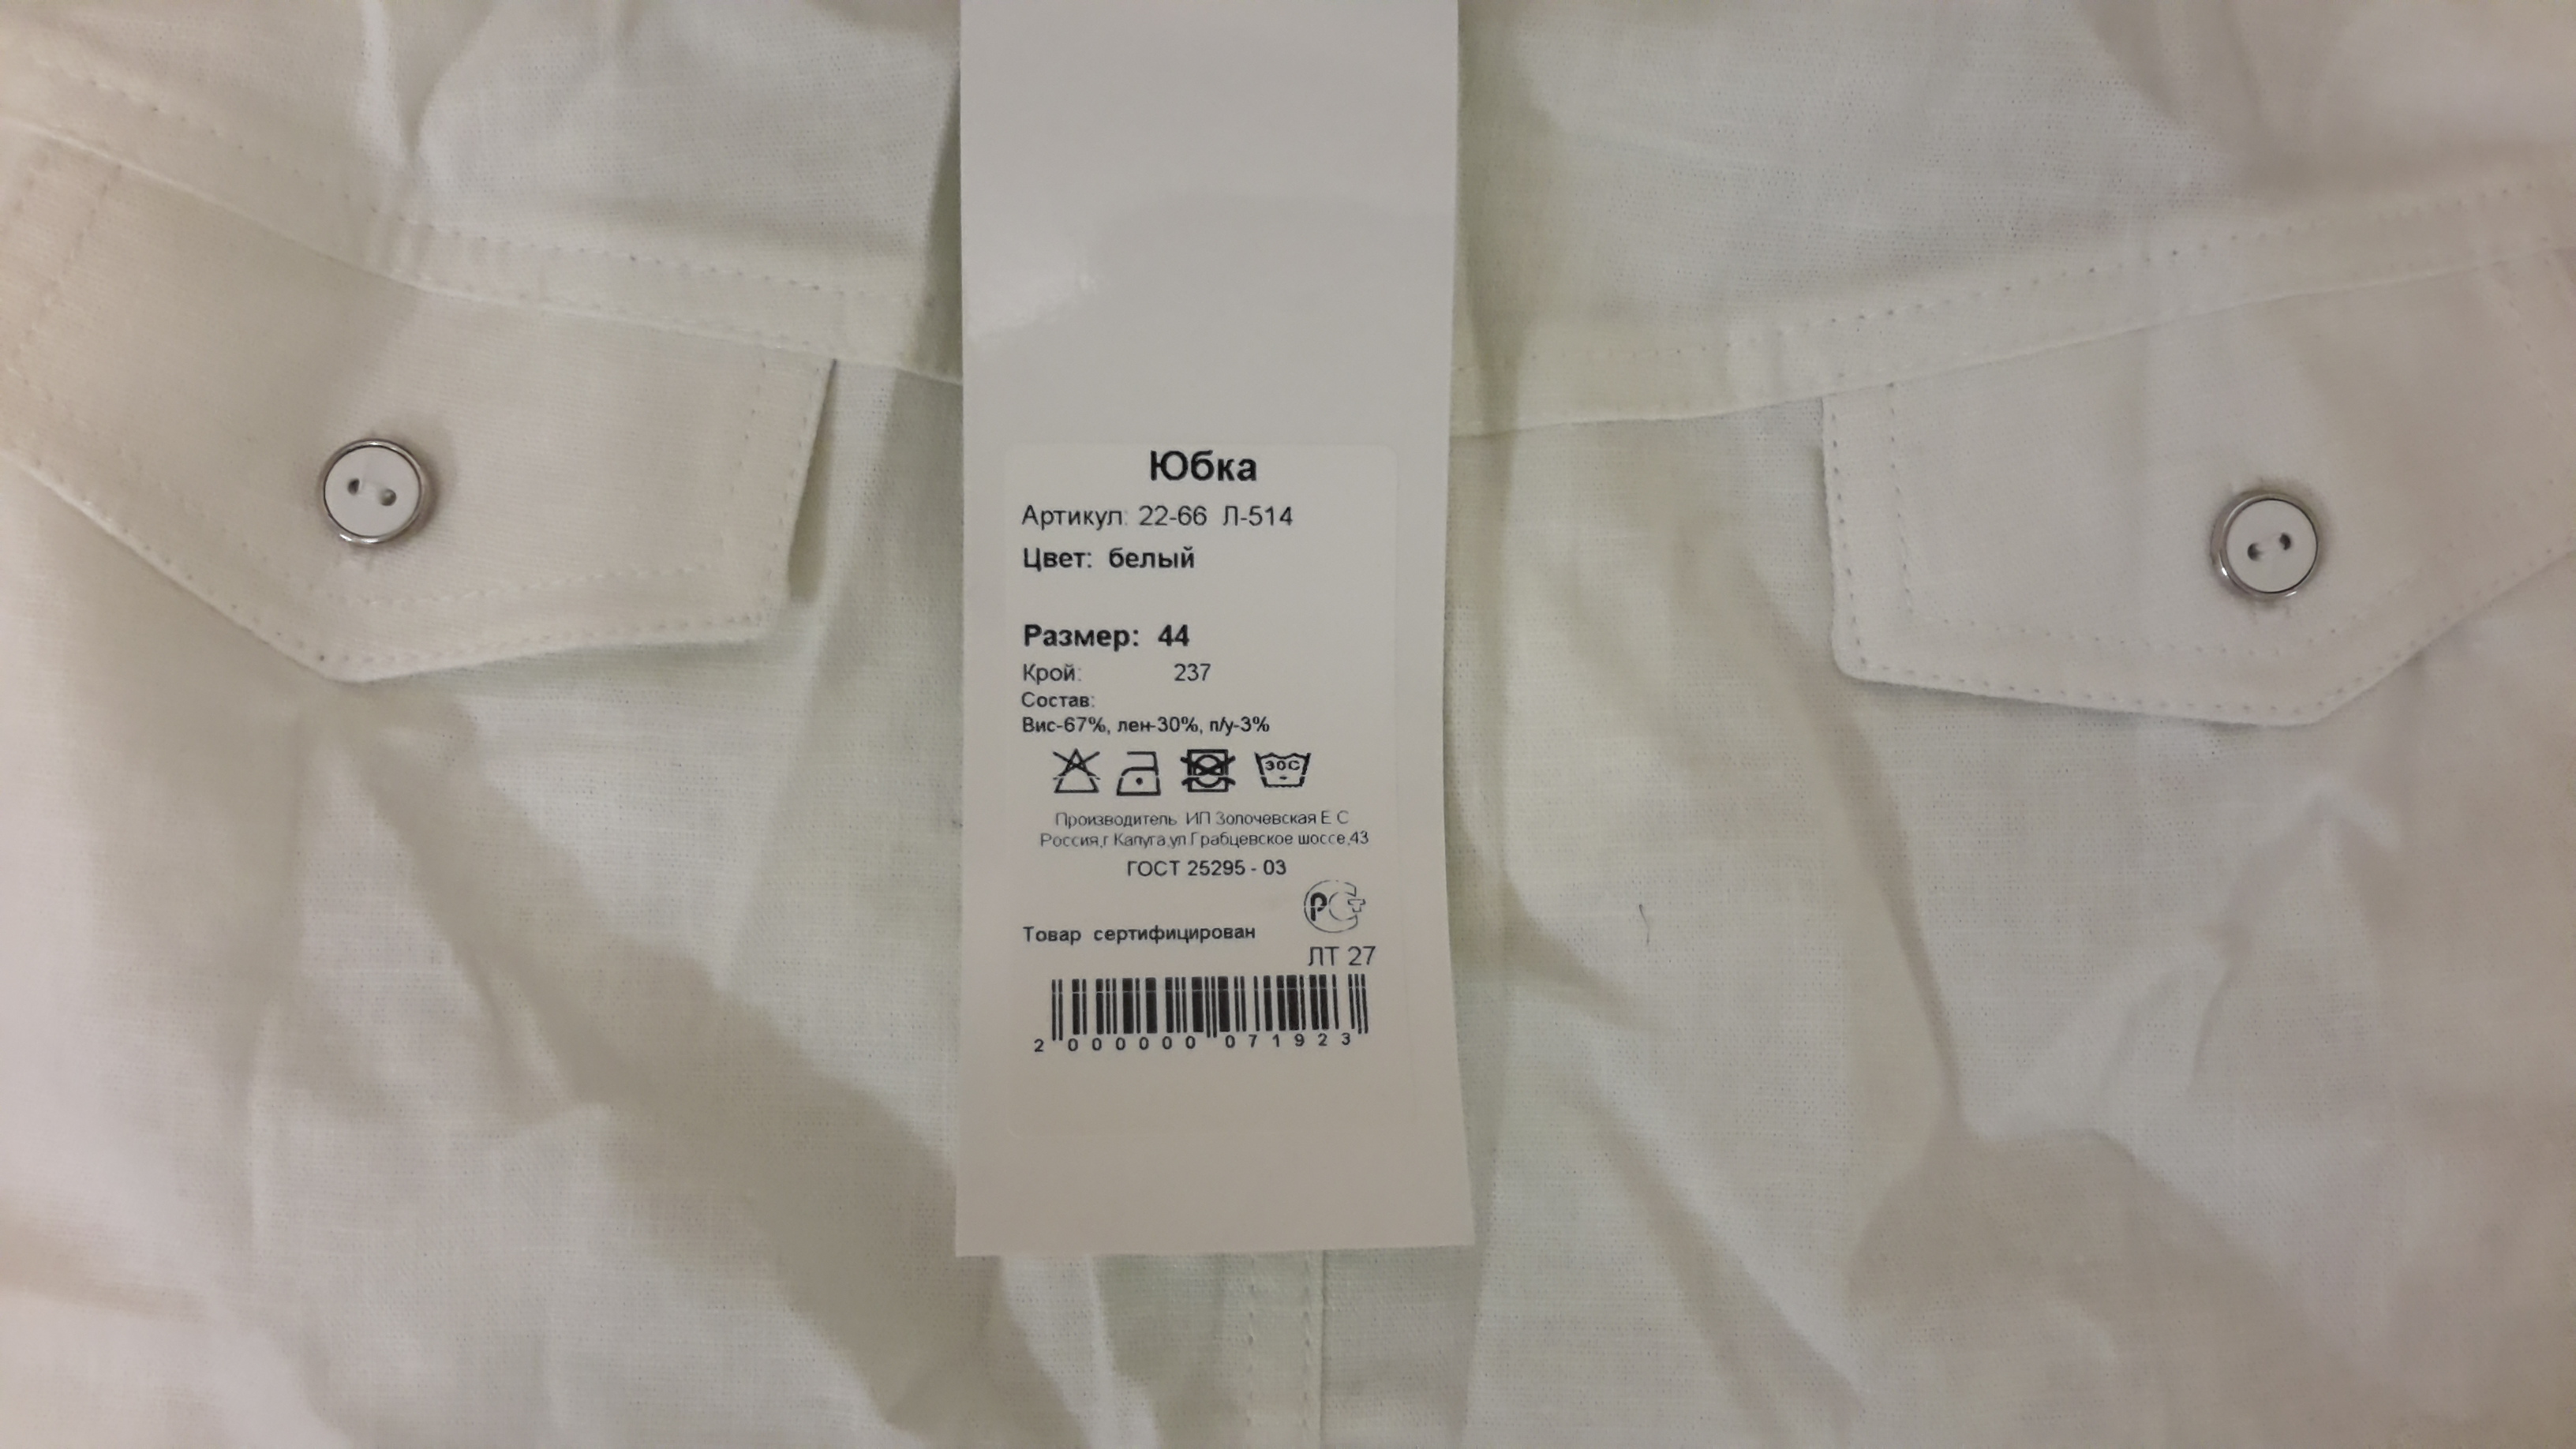 Юбка
Артикул: 22-66 Л-514
Цвет: белый
Размер: 44
Крой: 237
Состав:
Вис-67%, лен-30%, п/у-3%
30С
Производитель ИП Золочевская Е С
Россия,г Калуга,ул Грабцевское шоссе,43
ГОСТ 25295 - 03
РСТ
Товар сертифицирован
ЛТ 27
2 000000 071923